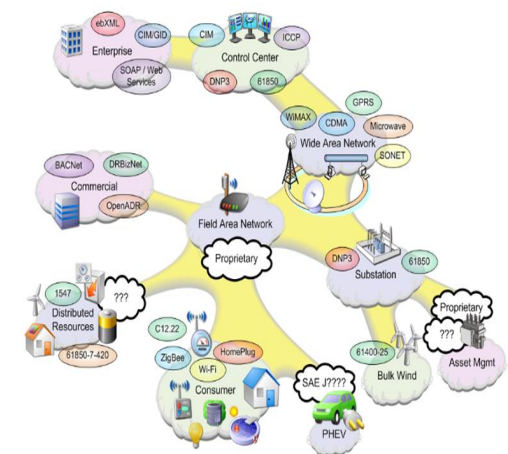 ebXML
CIM/GID
Enterprise
SOAP / Web
Services
CIM
ICCP
Control Center
DNP3
61850
GPRS
WiMAX
CDMA
Microwave
Wide Area Network
SONET
BACNet
DRBizNet
Commercial
OpenADR
Field Area Network
Proprietary
DNP3
61850
Substation
1547
???
Distributed
Resources
61850-7-420
C12.22
ZigBee
HomePlug
Wi-Fi
Consumer
SAE J????
PHEV
61400-25
Bulk Wind
Proprietary
???
Asset Mgmt